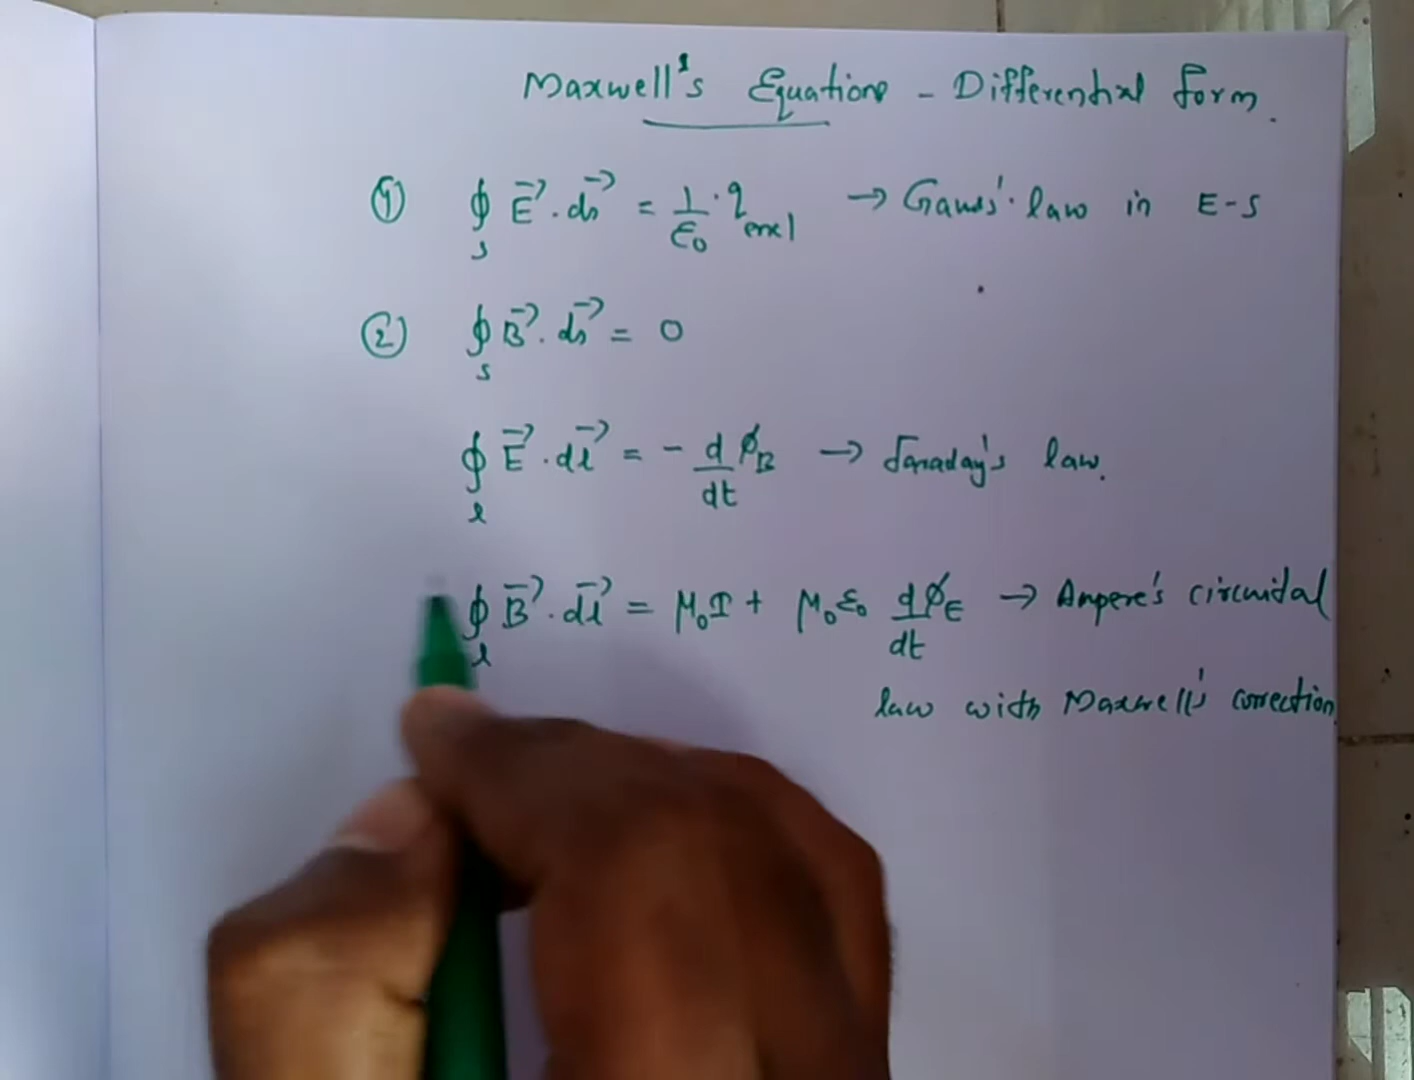 Maxwell's Equations - Differential form.
① ∮s E⃗ . ds⃗ = 1/ε₀ . q encl → Gauss'. law in E-S
② ∮s B⃗ . ds⃗ = 0
∮l E⃗ . dl⃗ = - d/dt ϕB → Faraday's law.
∮l B⃗ . dl⃗ = μ₀I + μ₀ε₀ dϕE/dt → Ampere's circuital
law with Maxwell's correction.